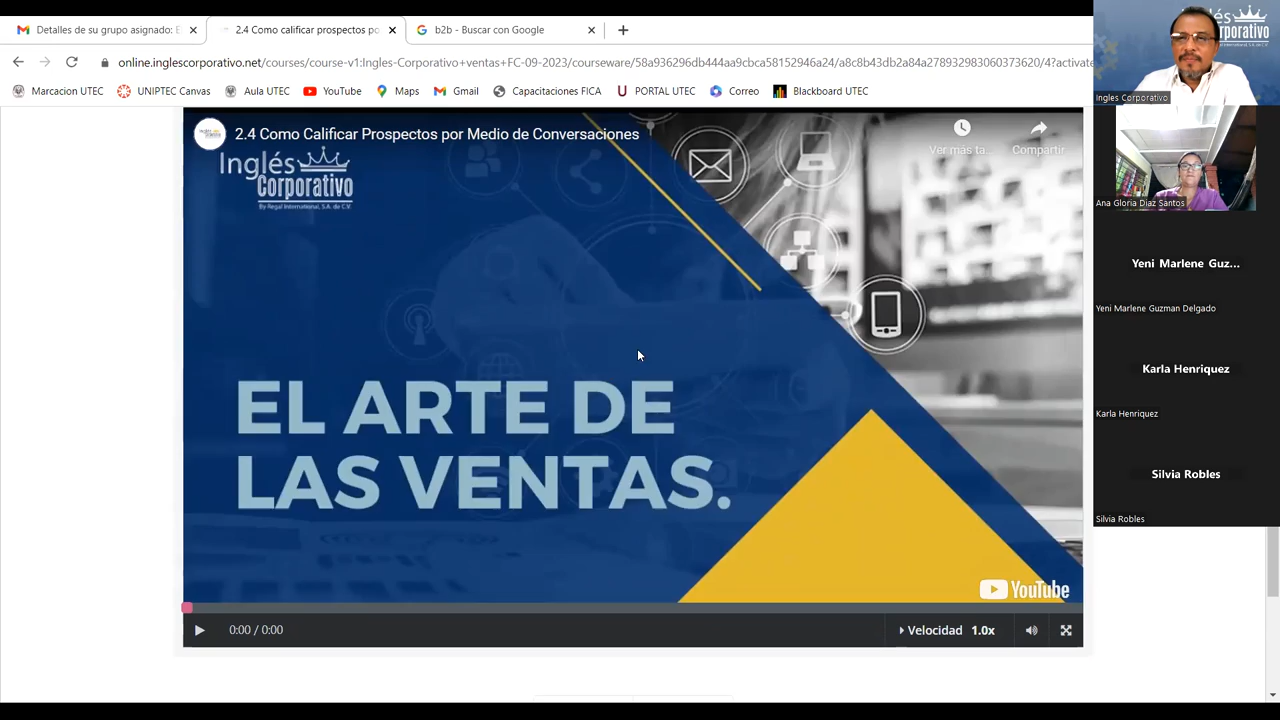 Detalles de su grupo asignado: E
2.4 Como calificar prospectos po
b2b - Buscar con Google
online.inglescorporativo.net/courses/course-v1:Ingles-Corporativo+ventas+FC-09-2023/courseware/58a936296db444aa9cbca58152946a24/a8c8b43db2a84a278932983060373620/4?activate
Marcacion UTEC
UNIPTEC Canvas
Aula UTEC
YouTube
Maps
Gmail
Capacitaciones FICA
PORTAL UTEC
Correo
Blackboard UTEC
2.4 Como Calificar Prospectos por Medio de Conversaciones
Ver más ta...
Compartir
Inglés
Corporativo
By Regal International, S.A. de C.V.
EL ARTE DE
LAS VENTAS.
YouTube
0:00 / 0:00
Velocidad 1.0x
Ingles Corporativo
Ana Gloria Diaz Santos
Yeni Marlene Guz...
Yeni Marlene Guzman Delgado
Karla Henriquez
Karla Henriquez
Silvia Robles
Silvia Robles